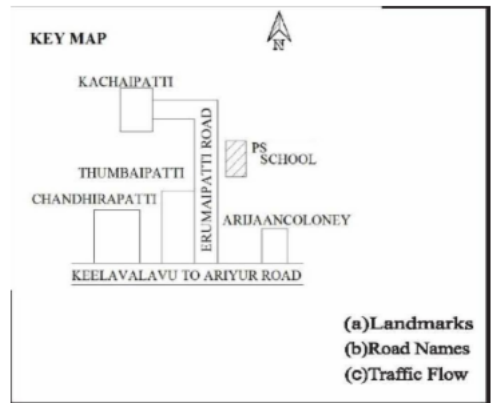 KEY MAP
N
KACHAIPATTI
ERUMAIPATTI ROAD
PS
SCHOOL
THUMBAIPATTI
CHANDHIRAPATTI
ARIJAANCOLONEY
KEELAVALAVU TO ARIYUR ROAD
(a)Landmarks
(b)Road Names
(c)Traffic Flow